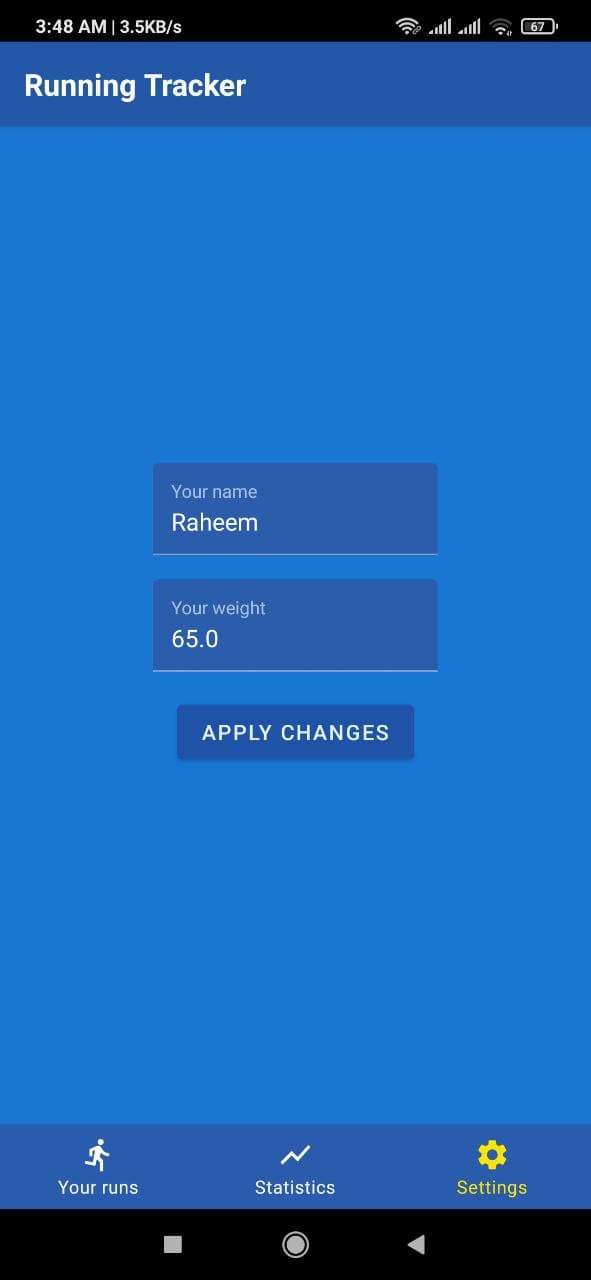 3:48 AM | 3.5KB/s 67
Running Tracker
Your name
Raheem
Your weight
65.0
APPLY CHANGES
Your runs Statistics Settings